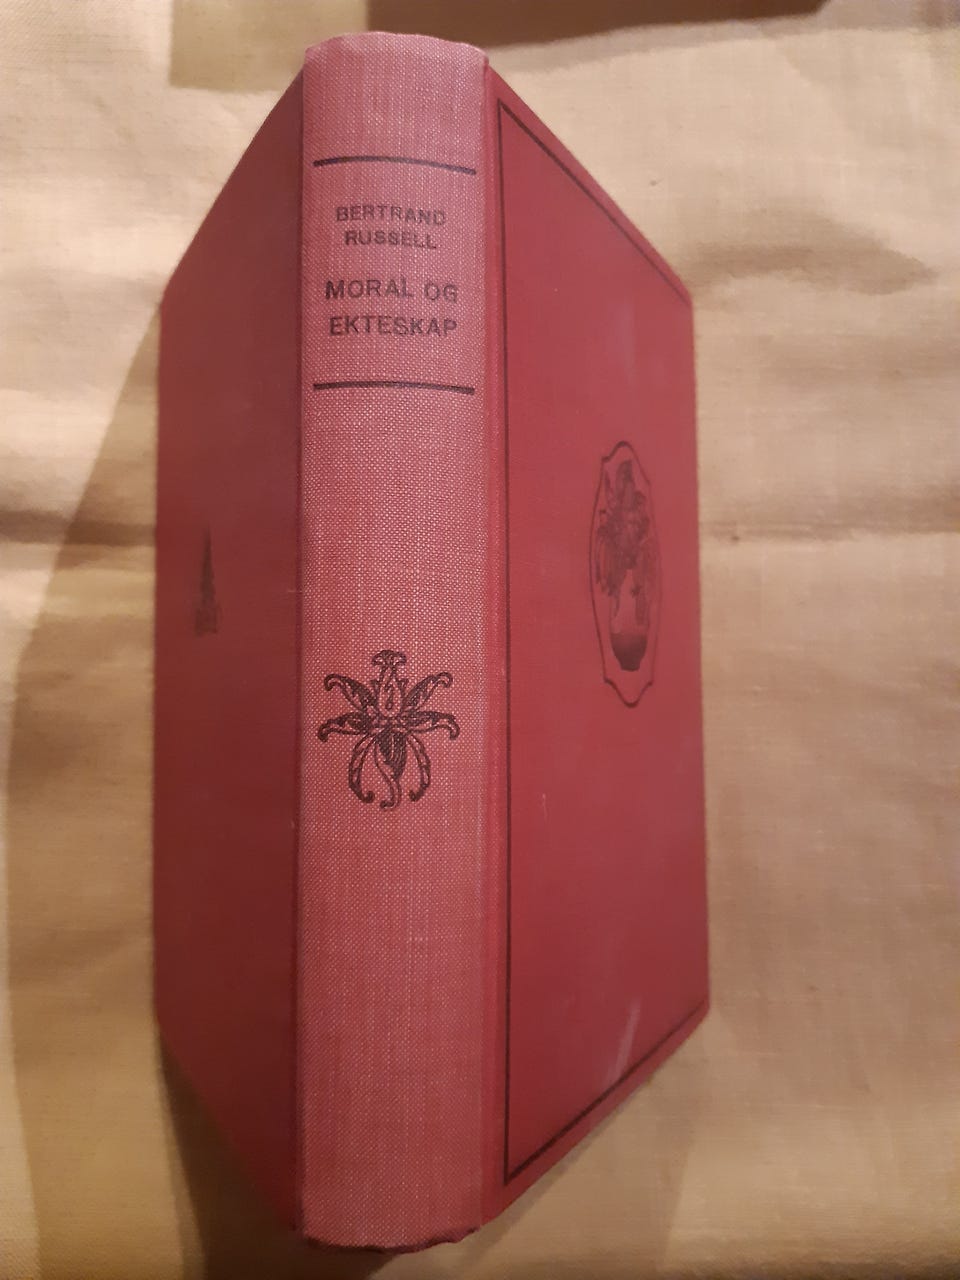 BERTRAND
RUSSELL
MORAL OG
EKTESKAP